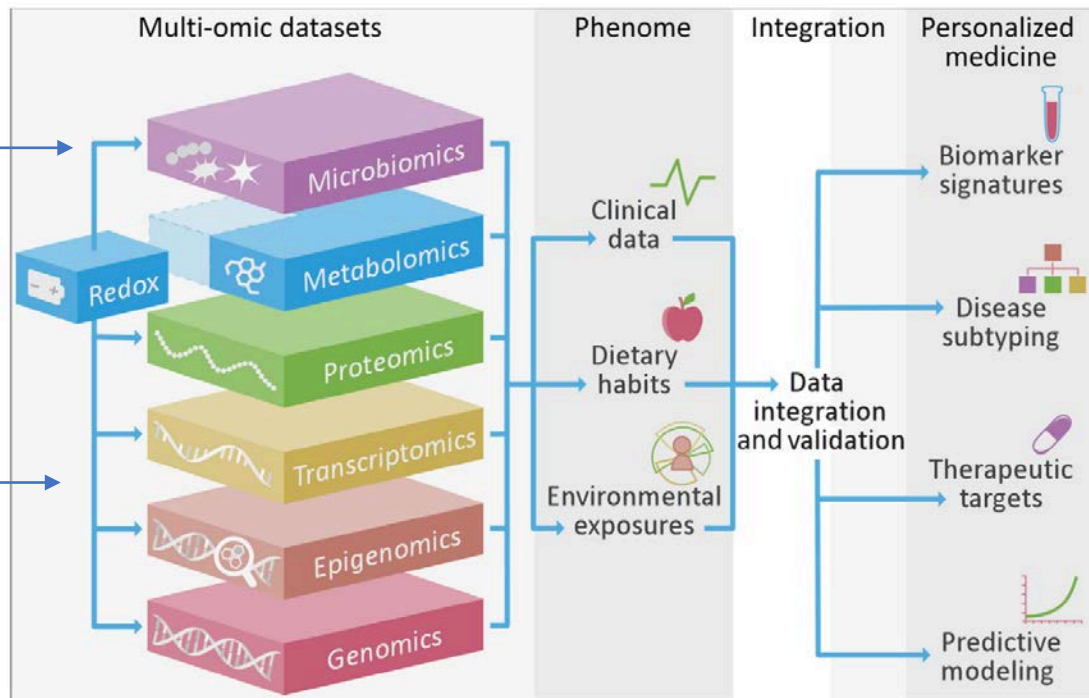 Multi-omic datasets
Phenome
Integration
Personalized
medicine
Microbiomics
Metabolomics
Redox
Proteomics
Transcriptomics
Epigenomics
Genomics
Clinical
data
Dietary
habits
Environmental
exposures
Data
integration
and validation
Biomarker
signatures
Disease
subtyping
Therapeutic
targets
Predictive
modeling